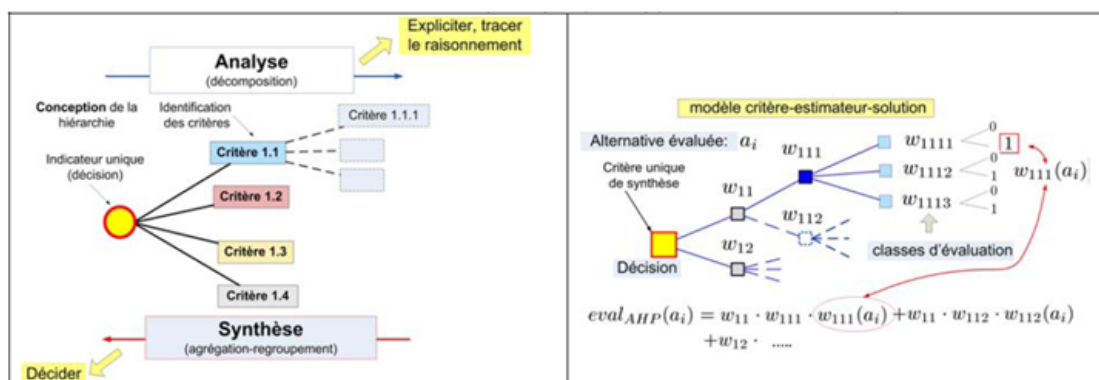 Expliciter, tracer
le raisonnement
Analyse
(décomposition)
Conception de la
hiérarchie
Identification
des critères
Critère 1.1.1
Indicateur unique
(décision)
Critère 1.1
Critère 1.2
Critère 1.3
Critère 1.4
Synthèse
(agrégation-regroupement)
Décider
modèle critère-estimateur-solution
Alternative évaluée: a_i
Critère unique
de synthèse
Décision
w_11
w_12
w_111
w_112
w_1111
0
1
w_1112
0
1
w_1113
0
1
w_111(a_i)
classes d'évaluation
eval_AHP(a_i) = w_11 · w_111 · w_111(a_i) + w_11 · w_112 · w_112(a_i)
+w_12 · .....